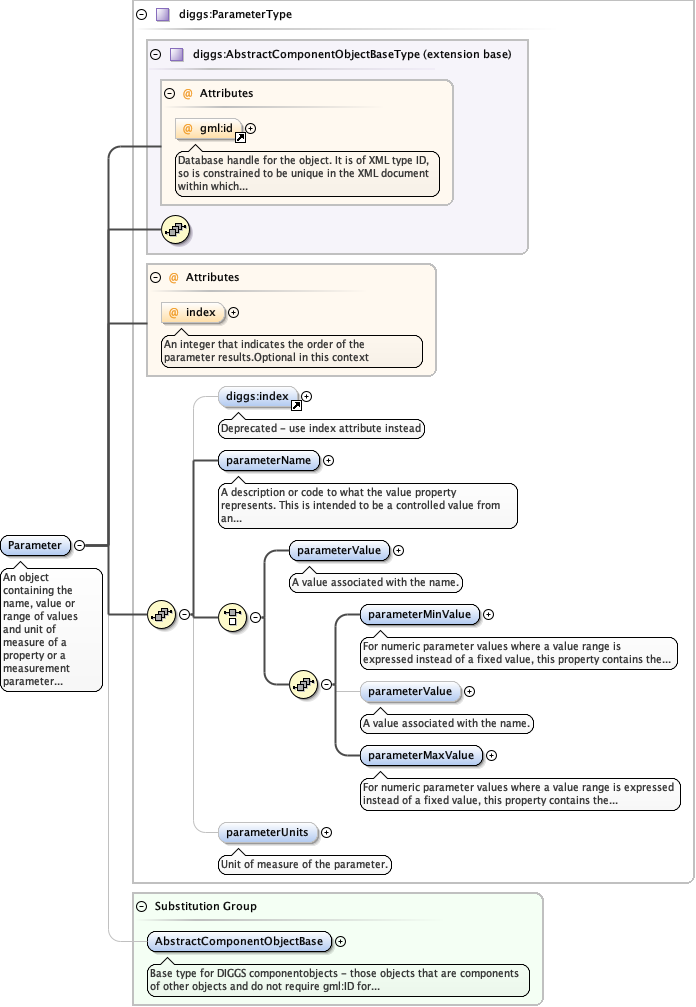 diggs:ParameterType
diggs:AbstractComponentObjectBaseType (extension base)
@ Attributes
@ gml:id
Database handle for the object. It is of XML type ID,
so is constrained to be unique in the XML document
within which...
@ Attributes
@ index
An integer that indicates the order of the
parameter results.Optional in this context
diggs:index
Deprecated – use index attribute instead
parameterName
A description or code to what the value property
represents. This is intended to be a controlled value from
an...
Parameter
An object
containing the
name, value or
range of values
and unit of
measure of a
property or a
measurement
parameter...
parameterValue
A value associated with the name.
parameterMinValue
For numeric parameter values where a value range is
expressed instead of a fixed value, this property contains the...
parameterValue
A value associated with the name.
parameterMaxValue
For numeric parameter values where a value range is expressed
instead of a fixed value, this property contains the...
parameterUnits
Unit of measure of the parameter.
Substitution Group
AbstractComponentObjectBase
Base type for DIGGS componentobjects – those objects that are components
of other objects and do not require gml:ID for...